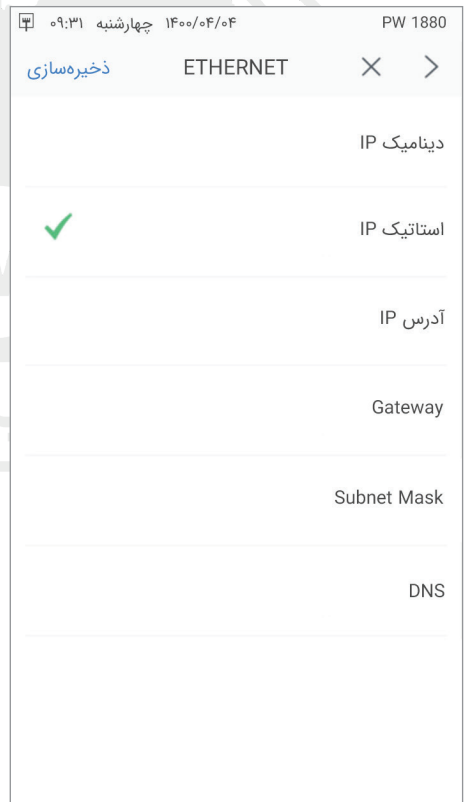 PW 1880 ۱۴۰۰/۰۴/۰۴ چهارشنبه ۰۹:۳۱
ETHERNET ذخیره‌سازی
دینامیک IP
استاتیک IP
آدرس IP
Gateway
Subnet Mask
DNS